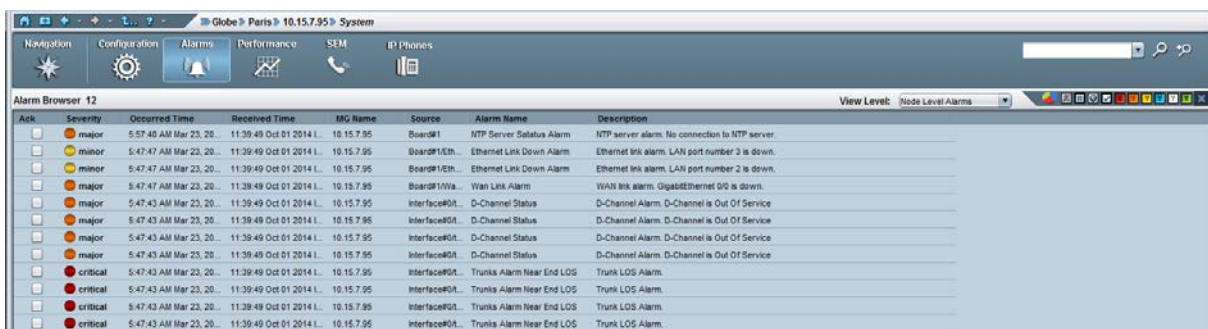 Globe Paris 10.15.7.95 System
Navigation Configuration Alarms Performance SEM IP Phones
Alarm Browser 12 View Level: Node Level Alarms
Ack Severity Occurred Time Received Time MG Name Source Alarm Name Description
major 5:57:40 AM Mar 23, 20... 11:39:49 Oct 01 2014 I... 10.15.7.95 Board#1 NTP Server Satatus Alarm NTP server alarm. No connection to NTP server.
minor 5:47:47 AM Mar 23, 20... 11:39:49 Oct 01 2014 I... 10.15.7.95 Board#1/Eth... Ethernet Link Down Alarm Ethernet link alarm. LAN port number 3 is down.
minor 5:47:47 AM Mar 23, 20... 11:39:49 Oct 01 2014 I... 10.15.7.95 Board#1/Eth... Ethernet Link Down Alarm Ethernet link alarm. LAN port number 2 is down.
major 5:47:47 AM Mar 23, 20... 11:39:49 Oct 01 2014 I... 10.15.7.95 Board#1/Wa... Wan Link Alarm WAN link alarm. GigabitEthernet 0/0 is down.
major 5:47:43 AM Mar 23, 20... 11:39:49 Oct 01 2014 I... 10.15.7.95 Interface#0/t... D-Channel Status D-Channel Alarm. D-Channel is Out Of Service
major 5:47:43 AM Mar 23, 20... 11:39:49 Oct 01 2014 I... 10.15.7.95 Interface#0/t... D-Channel Status D-Channel Alarm. D-Channel is Out Of Service
major 5:47:43 AM Mar 23, 20... 11:39:49 Oct 01 2014 I... 10.15.7.95 Interface#0/t... D-Channel Status D-Channel Alarm. D-Channel is Out Of Service
major 5:47:43 AM Mar 23, 20... 11:39:49 Oct 01 2014 I... 10.15.7.95 Interface#0/t... D-Channel Status D-Channel Alarm. D-Channel is Out Of Service
critical 5:47:43 AM Mar 23, 20... 11:39:49 Oct 01 2014 I... 10.15.7.95 Interface#0/t... Trunks Alarm Near End LOS Trunk LOS Alarm.
critical 5:47:43 AM Mar 23, 20... 11:39:49 Oct 01 2014 I... 10.15.7.95 Interface#0/t... Trunks Alarm Near End LOS Trunk LOS Alarm.
critical 5:47:43 AM Mar 23, 20... 11:39:49 Oct 01 2014 I... 10.15.7.95 Interface#0/t... Trunks Alarm Near End LOS Trunk LOS Alarm.
critical 5:47:43 AM Mar 23, 20... 11:39:49 Oct 01 2014 I... 10.15.7.95 Interface#0/t... Trunks Alarm Near End LOS Trunk LOS Alarm.